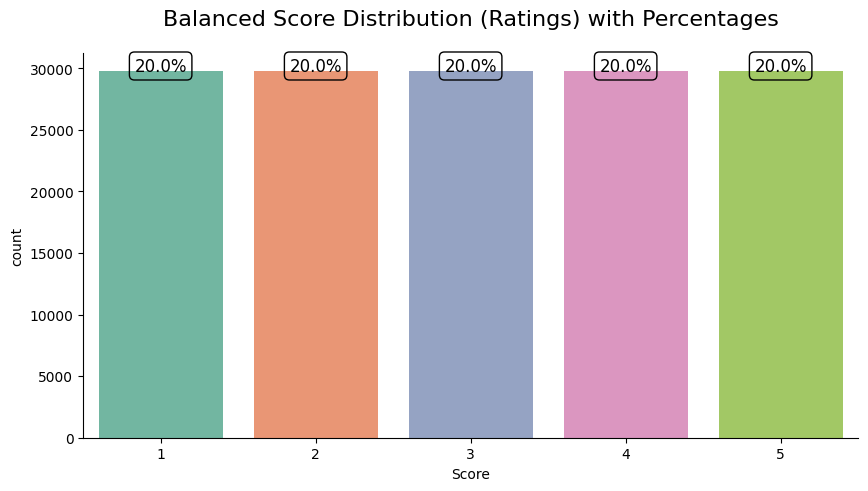 Balanced Score Distribution (Ratings) with Percentages
30000
25000
20000
15000
10000
5000
0
count
20.0% 20.0% 20.0% 20.0% 20.0%
1 2 3 4 5
Score